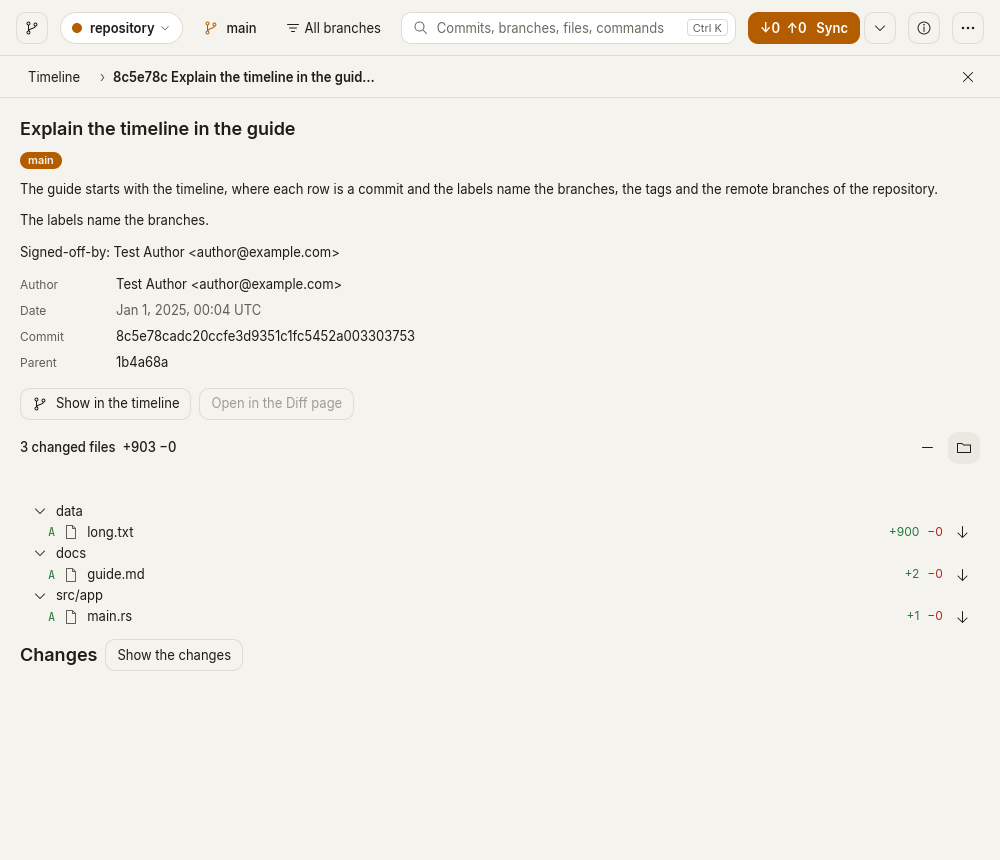 repository main All branches Commits, branches, files, commands Ctrl K ↓0 ↑0 Sync
Timeline › 8c5e78c Explain the timeline in the guid…
Explain the timeline in the guide
main
The guide starts with the timeline, where each row is a commit and the labels name the branches, the tags and the remote branches of the repository.
The labels name the branches.
Signed-off-by: Test Author <author@example.com>
Author Test Author <author@example.com>
Date Jan 1, 2025, 00:04 UTC
Commit 8c5e78cadc20ccfe3d9351c1fc5452a003303753
Parent 1b4a68a
Show in the timeline Open in the Diff page
3 changed files +903 −0
data
A long.txt +900 −0
docs
A guide.md +2 −0
src/app
A main.rs +1 −0
Changes Show the changes